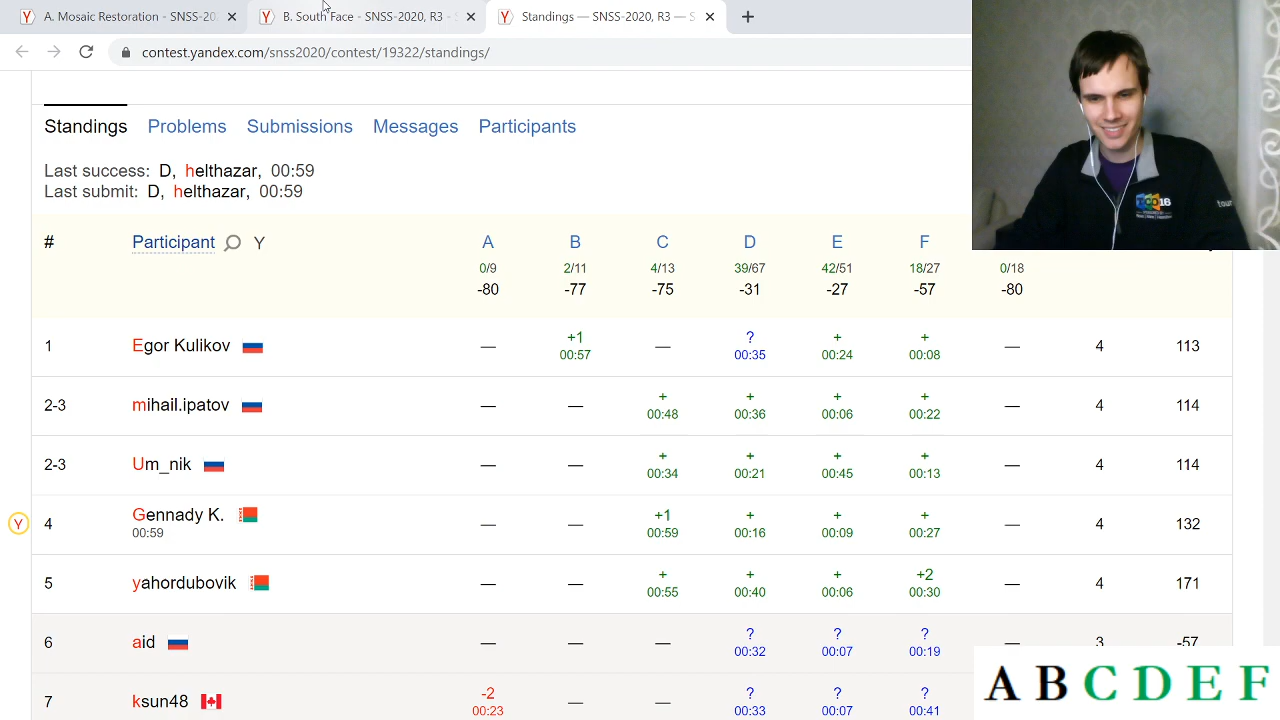 A. Mosaic Restoration - SNSS-202
B. South Face - SNSS-2020, R3 - S
Standings — SNSS-2020, R3 — S
contest.yandex.com/snss2020/contest/19322/standings/
Standings Problems Submissions Messages Participants
Last success: D, helthazar, 00:59
Last submit: D, helthazar, 00:59
# Participant Y A B C D E F
0/9 2/11 4/13 39/67 42/51 18/27 0/18
-80 -77 -75 -31 -27 -57 -80
1 Egor Kulikov — +1 — ? + + — 4 113
00:57 00:35 00:24 00:08
2-3 mihail.ipatov — — + + + + — 4 114
00:48 00:36 00:06 00:22
2-3 Um_nik — — + + + + — 4 114
00:34 00:21 00:45 00:13
Y 4 Gennady K. — — +1 + + + — 4 132
00:59 00:59 00:16 00:09 00:27
5 yahordubovik — — + + + +2 — 4 171
00:55 00:40 00:06 00:30
6 aid — — — ? ? ? — 3 -57
00:32 00:07 00:19
7 ksun48 -2 — — ? ? ?
00:23 00:33 00:07 00:41
A B C D E F